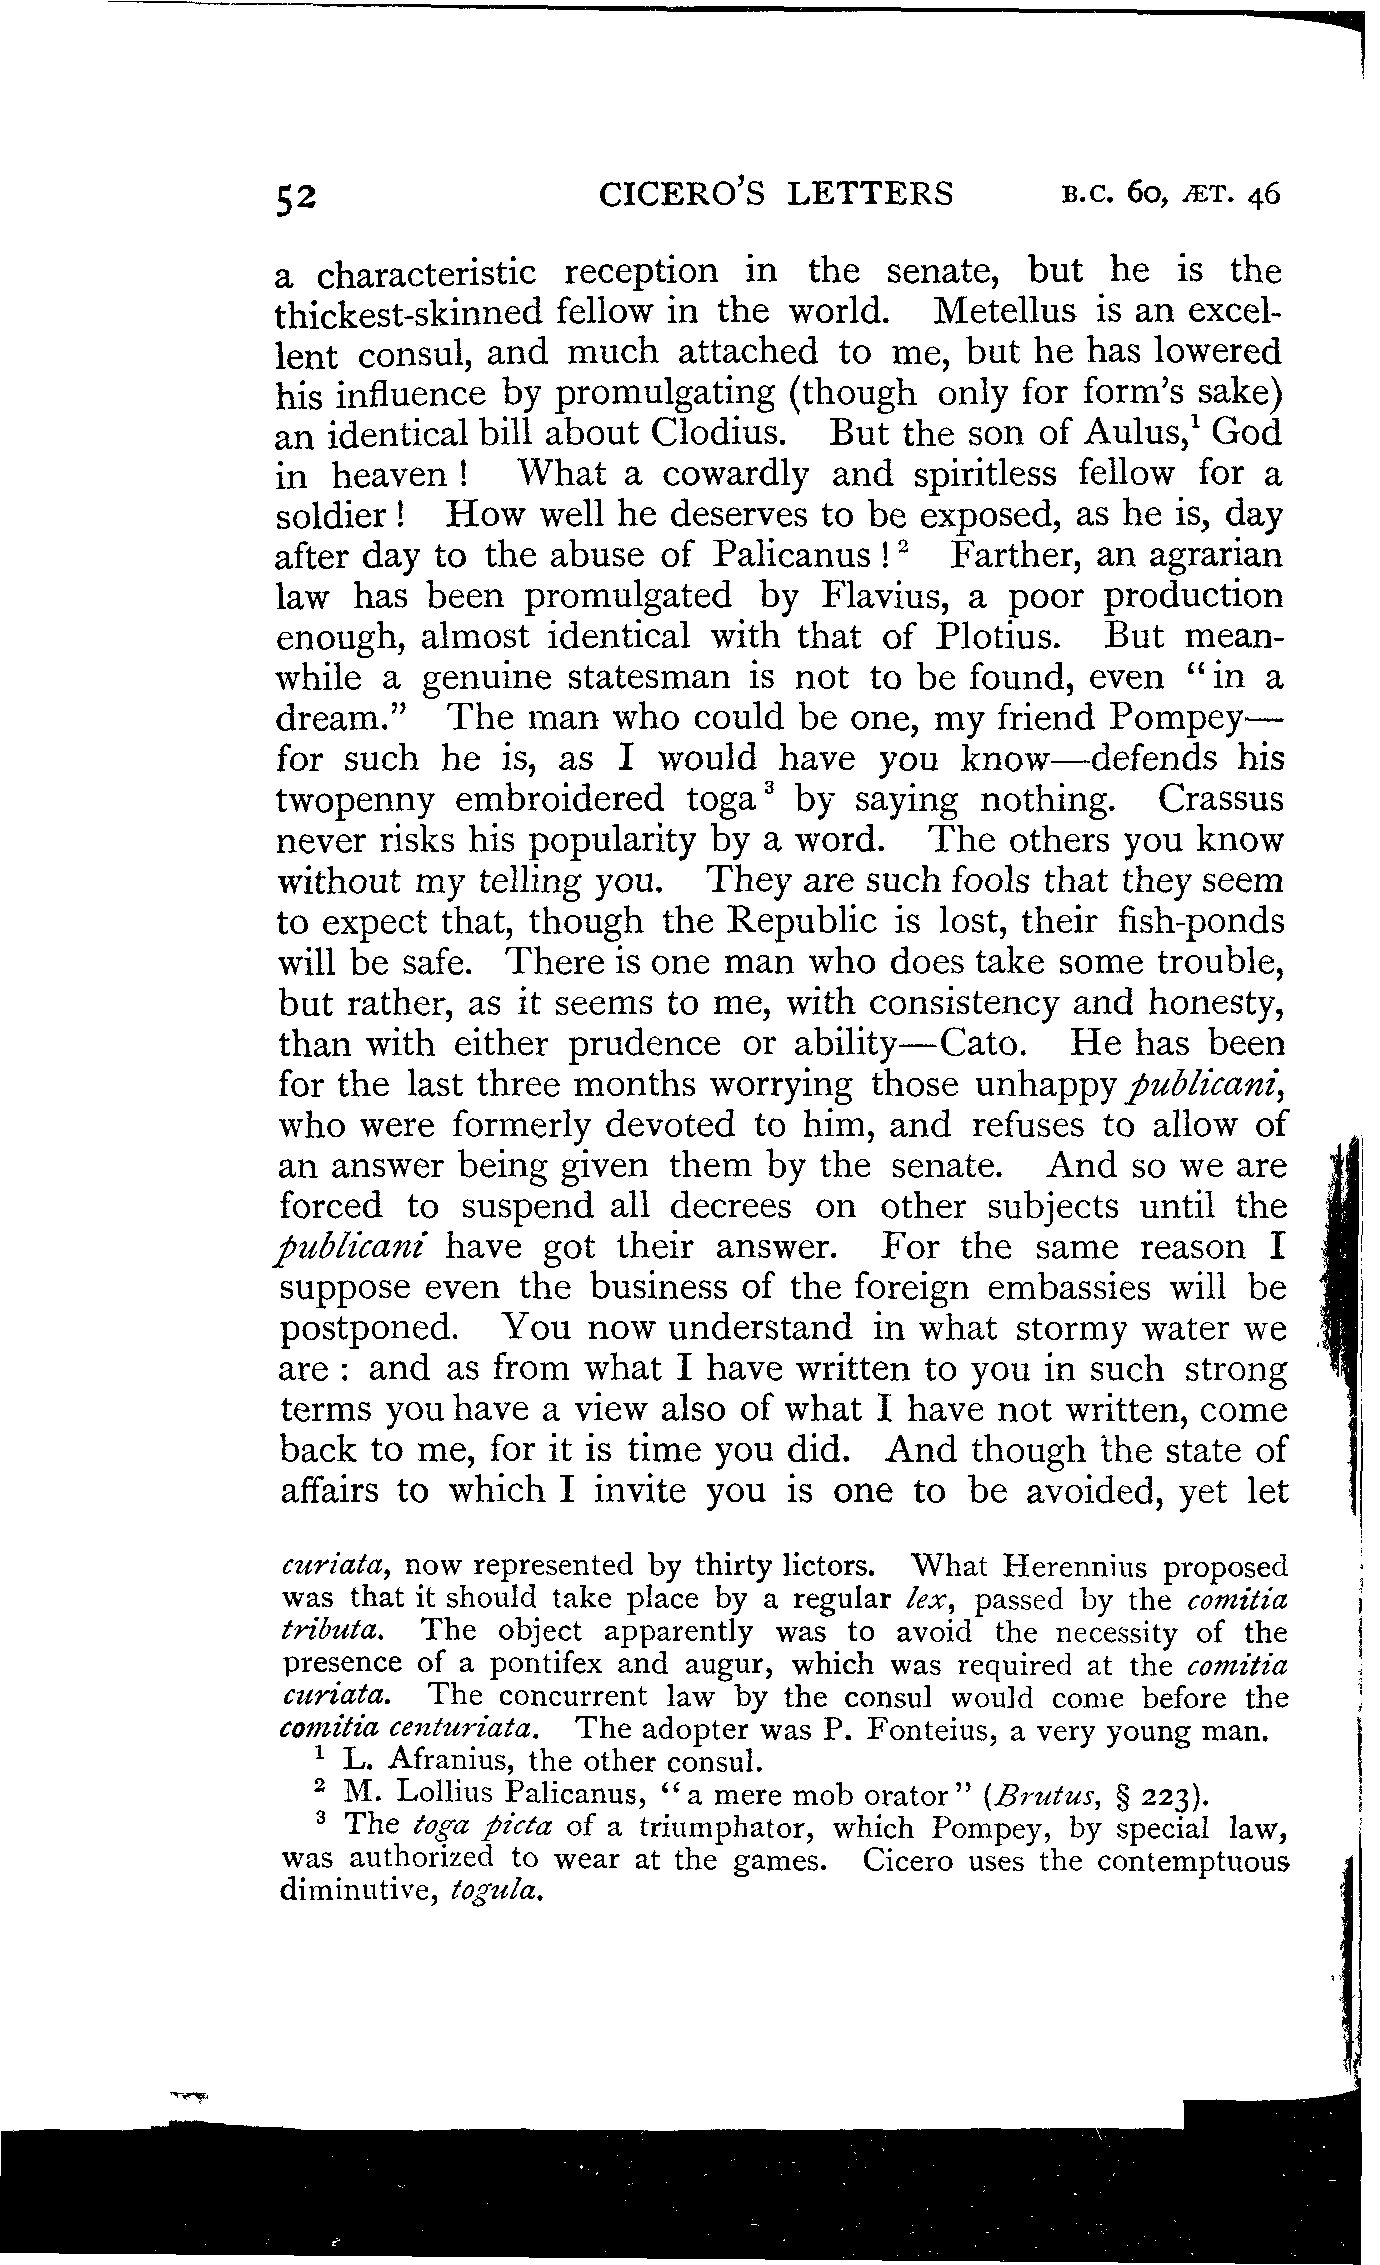 52 CICERO'S LETTERS B.C. 60, ÆT. 46
a characteristic reception in the senate, but he is the
thickest-skinned fellow in the world. Metellus is an excel-
lent consul, and much attached to me, but he has lowered
his influence by promulgating (though only for form's sake)
an identical bill about Clodius. But the son of Aulus,¹ God
in heaven! What a cowardly and spiritless fellow for a
soldier! How well he deserves to be exposed, as he is, day
after day to the abuse of Palicanus!² Farther, an agrarian
law has been promulgated by Flavius, a poor production
enough, almost identical with that of Plotius. But mean-
while a genuine statesman is not to be found, even "in a
dream." The man who could be one, my friend Pompey—
for such he is, as I would have you know—defends his
twopenny embroidered toga³ by saying nothing. Crassus
never risks his popularity by a word. The others you know
without my telling you. They are such fools that they seem
to expect that, though the Republic is lost, their fish-ponds
will be safe. There is one man who does take some trouble,
but rather, as it seems to me, with consistency and honesty,
than with either prudence or ability—Cato. He has been
for the last three months worrying those unhappy publicani,
who were formerly devoted to him, and refuses to allow of
an answer being given them by the senate. And so we are
forced to suspend all decrees on other subjects until the
publicani have got their answer. For the same reason I
suppose even the business of the foreign embassies will be
postponed. You now understand in what stormy water we
are: and as from what I have written to you in such strong
terms you have a view also of what I have not written, come
back to me, for it is time you did. And though the state of
affairs to which I invite you is one to be avoided, yet let
curiata, now represented by thirty lictors. What Herennius proposed
was that it should take place by a regular lex, passed by the comitia
tributa. The object apparently was to avoid the necessity of the
presence of a pontifex and augur, which was required at the comitia
curiata. The concurrent law by the consul would come before the
comitia centuriata. The adopter was P. Fonteius, a very young man.
¹ L. Afranius, the other consul.
² M. Lollius Palicanus, "a mere mob orator" (Brutus, § 223).
³ The toga picta of a triumphator, which Pompey, by special law,
was authorized to wear at the games. Cicero uses the contemptuous
diminutive, togula.